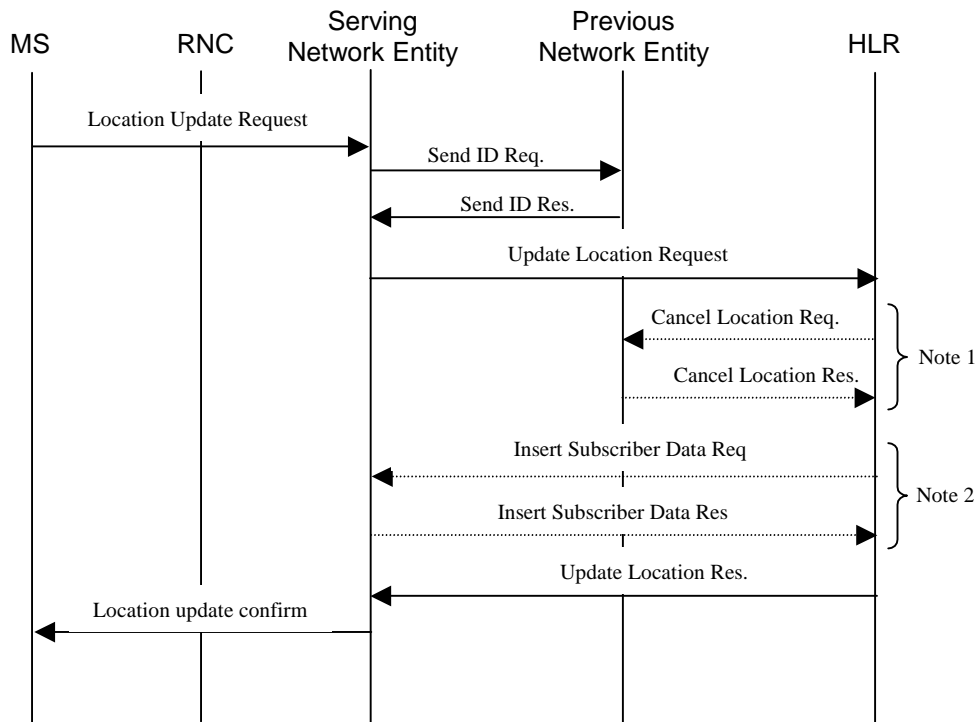 MS
RNC
Serving
Network Entity
Previous
Network Entity
HLR
Location Update Request
Send ID Req.
Send ID Res.
Update Location Request
Cancel Location Req.
Note 1
Cancel Location Res.
Insert Subscriber Data Req
Note 2
Insert Subscriber Data Res
Update Location Res.
Location update confirm